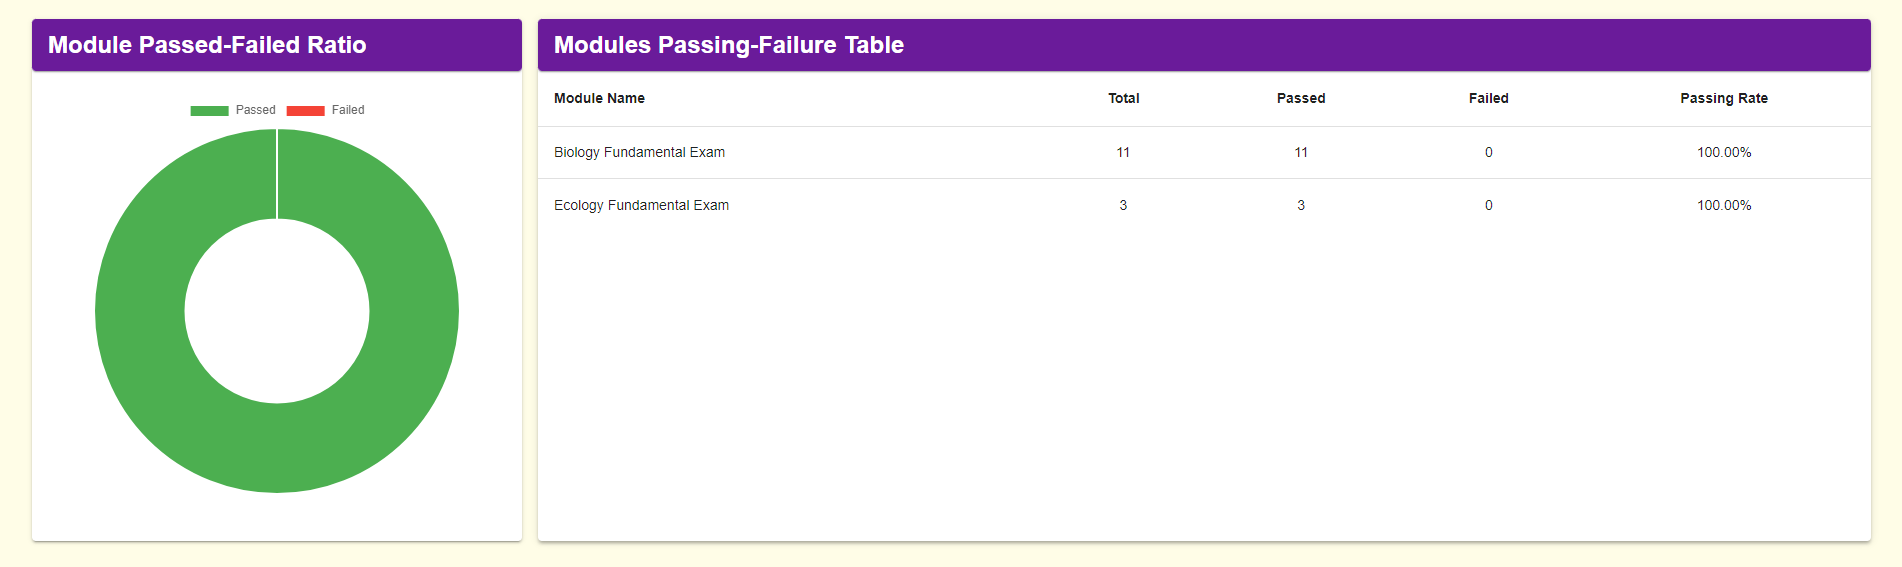 Module Passed-Failed Ratio
Passed Failed
Modules Passing-Failure Table
Module Name Total Passed Failed Passing Rate
Biology Fundamental Exam 11 11 0 100.00%
Ecology Fundamental Exam 3 3 0 100.00%